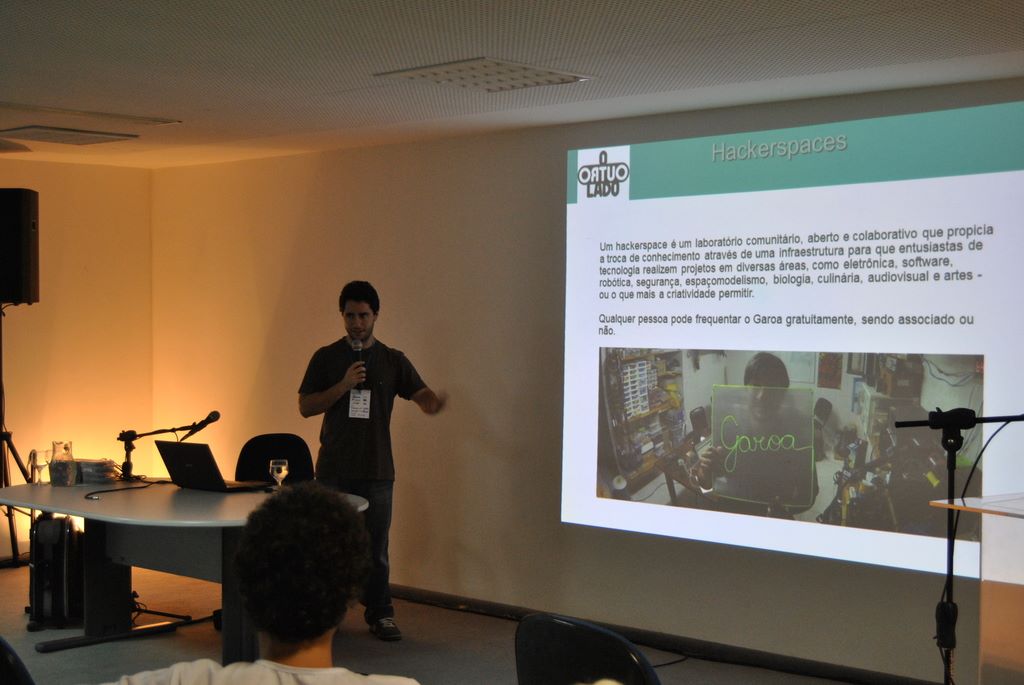 Hackerspaces
O
OATUO
LADO
Um hackerspace é um laboratório comunitário, aberto e colaborativo que propicia
a troca de conhecimento através de uma infraestrutura para que entusiastas de
tecnologia realizem projetos em diversas áreas, como eletrônica, software,
robótica, segurança, espaçomodelismo, biologia, culinária, audiovisual e artes -
ou o que mais a criatividade permitir.
Qualquer pessoa pode frequentar o Garoa gratuitamente, sendo associado ou
não.
Garoa